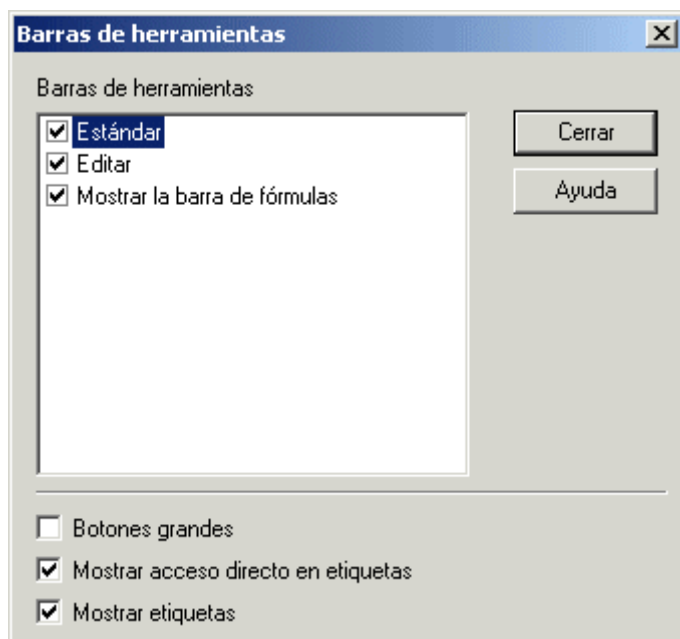 Barras de herramientas
Barras de herramientas
Estándar
Editar
Mostrar la barra de fórmulas
Cerrar
Ayuda
Botones grandes
Mostrar acceso directo en etiquetas
Mostrar etiquetas